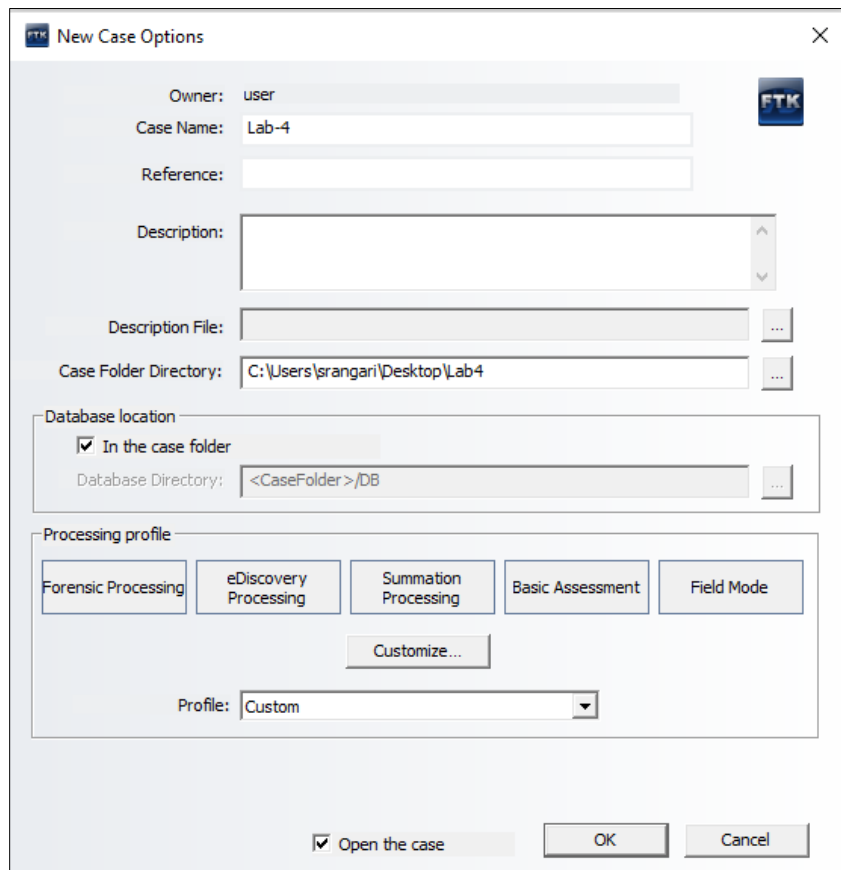 FTK New Case Options
Owner: user
FTK
Case Name: Lab-4
Reference:
Description:
Description File: ...
Case Folder Directory: C:\Users\srangari\Desktop\Lab4 ...
Database location
In the case folder
Database Directory: <CaseFolder>/DB ...
Processing profile
Forensic Processing
eDiscovery
Processing
Summation
Processing
Basic Assessment
Field Mode
Customize...
Profile: Custom
Open the case OK Cancel